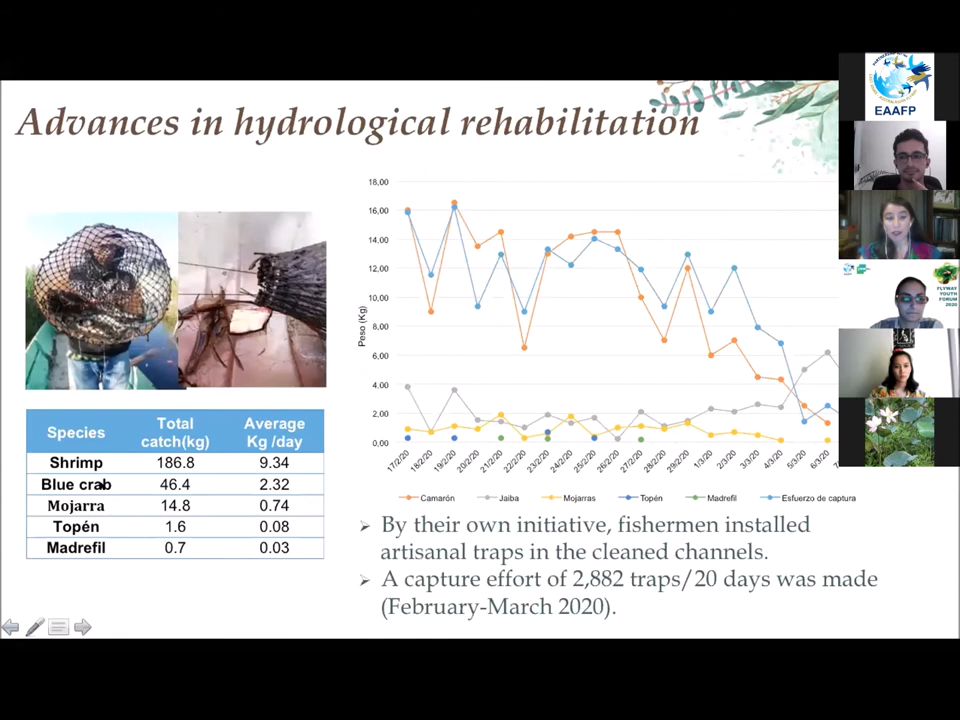 Advances in hydrological rehabilitation
EAAFP
FLYWAY
YOUTH
FORUM
2020
18,00
16,00
14,00
12,00
10,00
8,00
6,00
4,00
2,00
0,00
Peso (Kg)
17/2/20
18/2/20
19/2/20
20/2/20
21/2/20
22/2/20
23/2/20
24/2/20
25/2/20
26/2/20
27/2/20
28/2/20
29/2/20
1/3/20
2/3/20
3/3/20
4/3/20
5/3/20
6/3/20
Camarón Jaiba Mojarras Topén Madrefil Esfuerzo de captura
Species Total catch(kg) Average Kg /day
Shrimp 186.8 9.34
Blue crab 46.4 2.32
Mojarra 14.8 0.74
Topén 1.6 0.08
Madrefil 0.7 0.03
By their own initiative, fishermen installed
artisanal traps in the cleaned channels.
A capture effort of 2,882 traps/20 days was made
(February-March 2020).